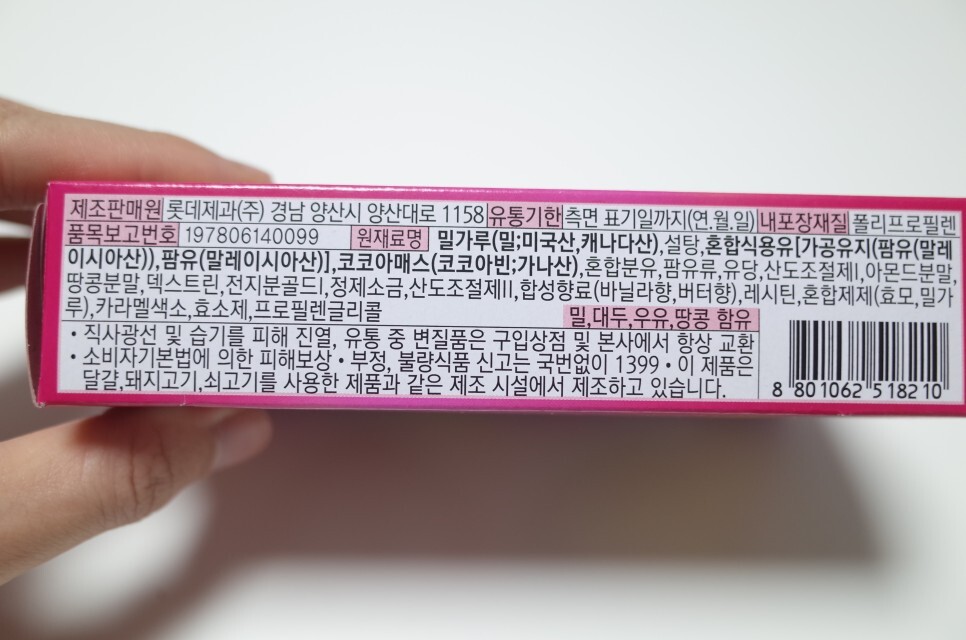 제조판매원 롯데제과(주) 경남 양산시 양산대로 1158 유통기한 측면 표기일까지(연.월.일) 내포장재질 폴리프로필렌
품목보고번호 197806140099 원재료명 밀가루(밀;미국산,캐나다산),설탕,혼합식용유[가공유지(팜유(말레
이시아산)),팜유(말레이시아산)],코코아매스(코코아빈;가나산),혼합분유,팜유류,유당,산도조절제I,아몬드분말,
땅콩분말,덱스트린,전지분골드I,정제소금,산도조절제II,합성향료(바닐라향,버터향),레시틴,혼합제제(효모,밀가
루),카라멜색소,효소제,프로필렌글리콜
밀,대두,우유,땅콩 함유
• 직사광선 및 습기를 피해 진열, 유통 중 변질품은 구입상점 및 본사에서 항상 교환
• 소비자기본법에 의한 피해보상 • 부정, 불량식품 신고는 국번없이 1399 • 이 제품은
달걀,돼지고기,쇠고기를 사용한 제품과 같은 제조 시설에서 제조하고 있습니다.
8 801062 518210